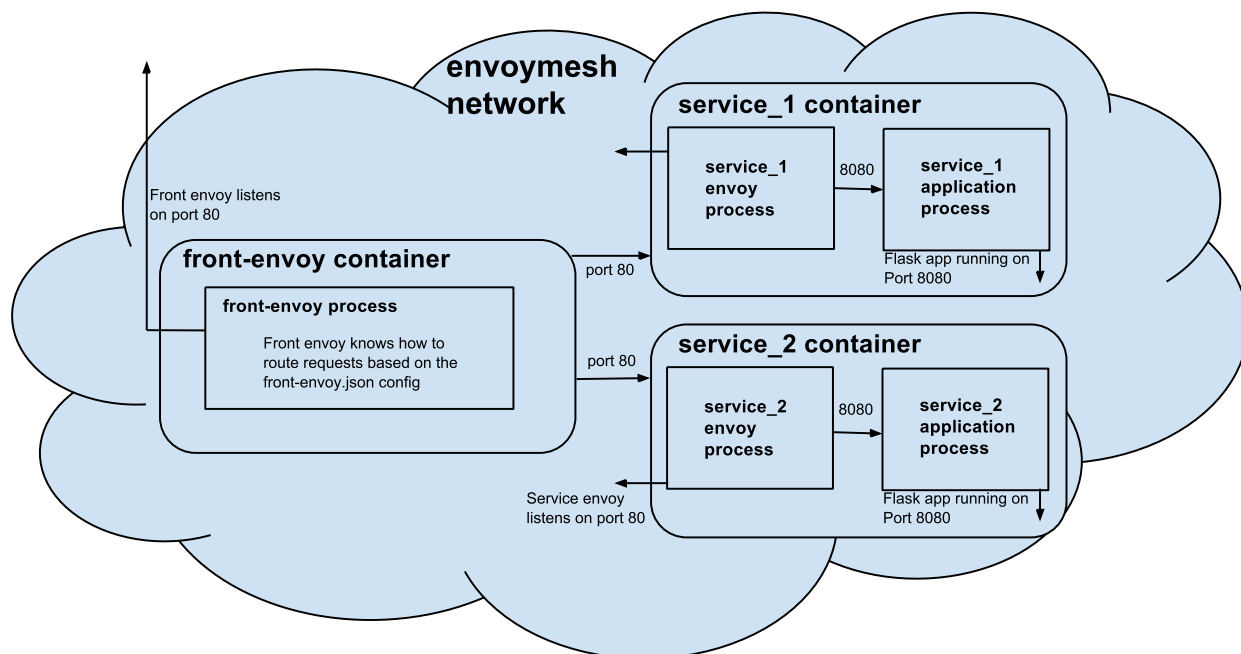 envoymesh
network
Front envoy listens
on port 80
front-envoy container
front-envoy process
Front envoy knows how to
route requests based on the
front-envoy.json config
port 80
port 80
service_1 container
service_1
envoy
process
8080
service_1
application
process
Flask app running on
Port 8080
service_2 container
service_2
envoy
process
8080
service_2
application
process
Service envoy
listens on port 80
Flask app running on
Port 8080